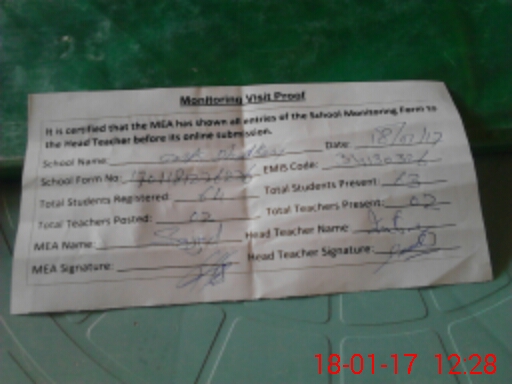 Monitoring Visit Proof
It is certified that the MEA has shown all entries of the School Monitoring Form to
the Head Teacher before its online submission.
School Name: Date: 18/01/17
School Form No: EMIS Code:
Total Students Registered: 64 Total Students Present:
Total Teachers Posted: 02 Total Teachers Present: 02
MEA Name: Head Teacher Name:
MEA Signature: Head Teacher Signature:
18-01-17 12:28